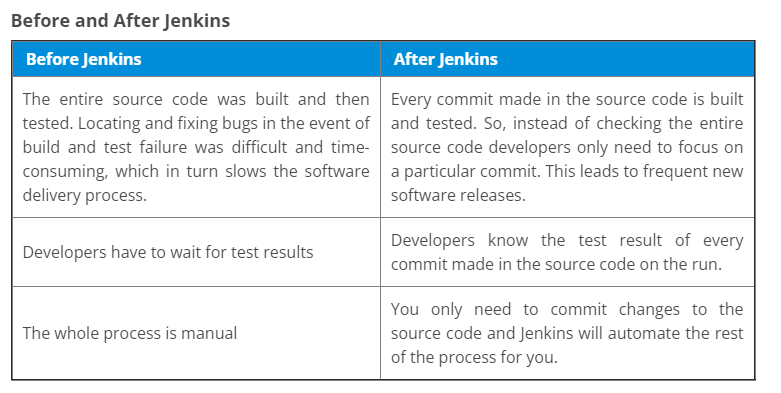 Before and After Jenkins
Before Jenkins
After Jenkins
The entire source code was built and then
tested. Locating and fixing bugs in the event of
build and test failure was difficult and time-
consuming, which in turn slows the software
delivery process.
Every commit made in the source code is built
and tested. So, instead of checking the entire
source code developers only need to focus on
a particular commit. This leads to frequent new
software releases.
Developers have to wait for test results
Developers know the test result of every
commit made in the source code on the run.
The whole process is manual
You only need to commit changes to the
source code and Jenkins will automate the rest
of the process for you.